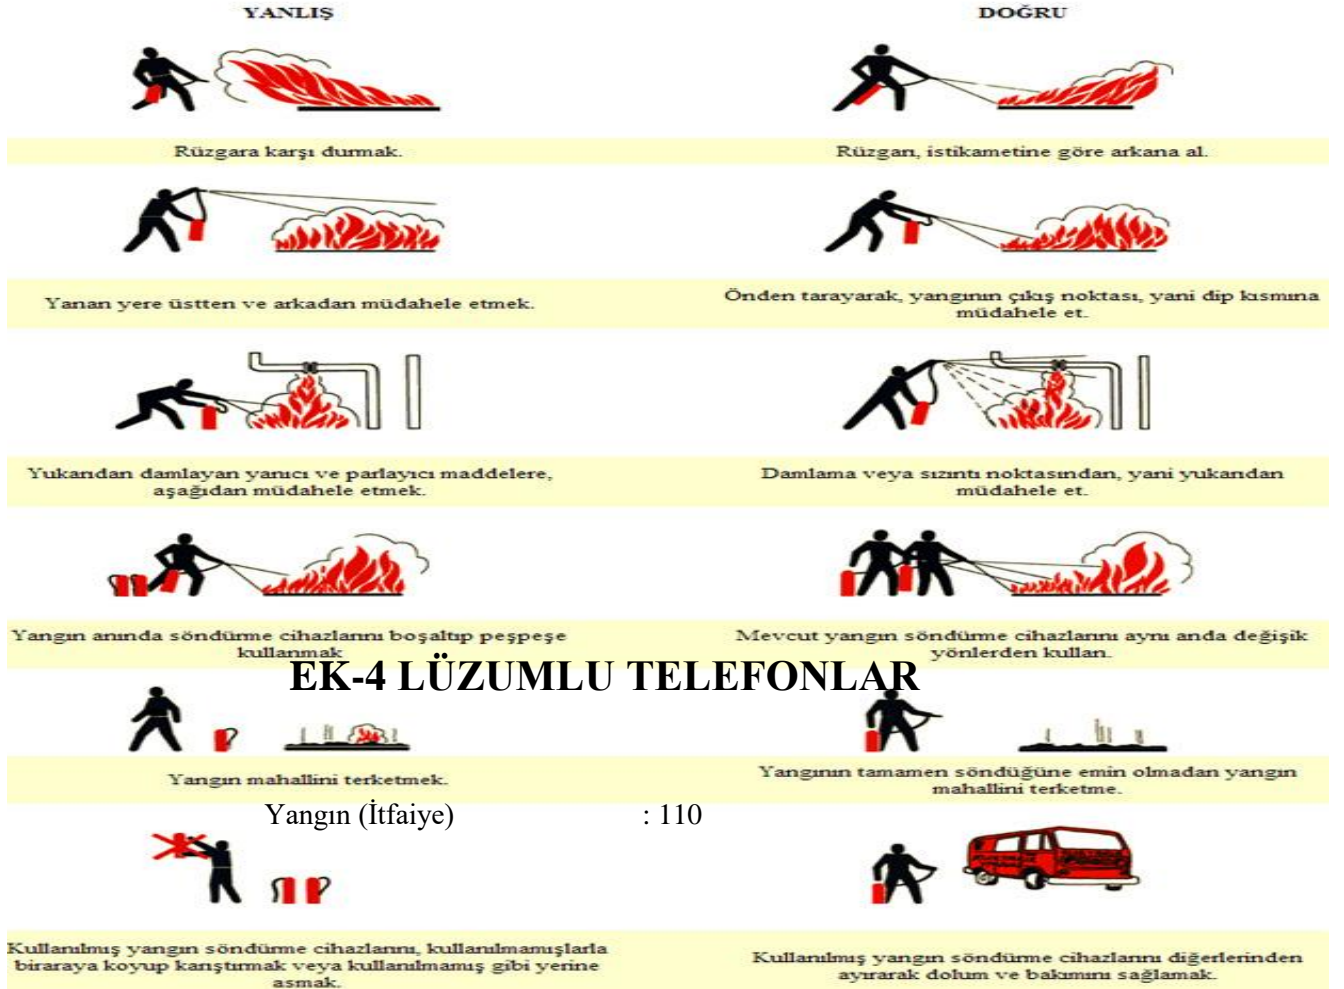 YANLIŞ
DOĞRU
Rüzgara karşı durmak.
Rüzgarı, istikametine göre arkana al.
Yanan yere üstten ve arkadan müdahele etmek.
Önden tarayarak, yangının çıkış noktası, yani dip kısmına
müdahele et.
Yukarıdan damlayan yanıcı ve parlayıcı maddelere,
aşağıdan müdahele etmek.
Damlama veya sızıntı noktasından, yani yukarıdan
müdahele et.
Yangın anında söndürme cihazlarını boşaltıp peşpeşe
kullanmak
Mevcut yangın söndürme cihazlarını aynı anda değişik
yönlerden kullan.
EK-4 LÜZUMLU TELEFONLAR
Yangın mahallini terketmek.
Yangının tamamen söndüğüne emin olmadan yangın
mahallini terketme.
Yangın (İtfaiye) : 110
Kullanılmış yangın söndürme cihazlarını, kullanılmamışlarla
biraraya koyup karıştırmak veya kullanılmamış gibi yerine
asmak.
Kullanılmış yangın söndürme cihazlarını diğerlerinden
ayırarak dolum ve bakımını sağlamak.